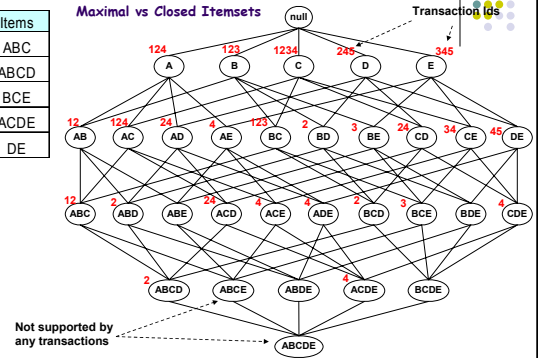 Maximal vs Closed Itemsets
null
Transaction Ids
Items
ABC
ABCD
BCE
ACDE
DE
124 123 1234 245 345
A B C D E
12 124 24 4 123 2 3 24 34 45
AB AC AD AE BC BD BE CD CE DE
12 2 24 4 4 2 3 4
ABC ABD ABE ACD ACE ADE BCD BCE BDE CDE
2 4
ABCD ABCE ABDE ACDE BCDE
Not supported by
any transactions
ABCDE